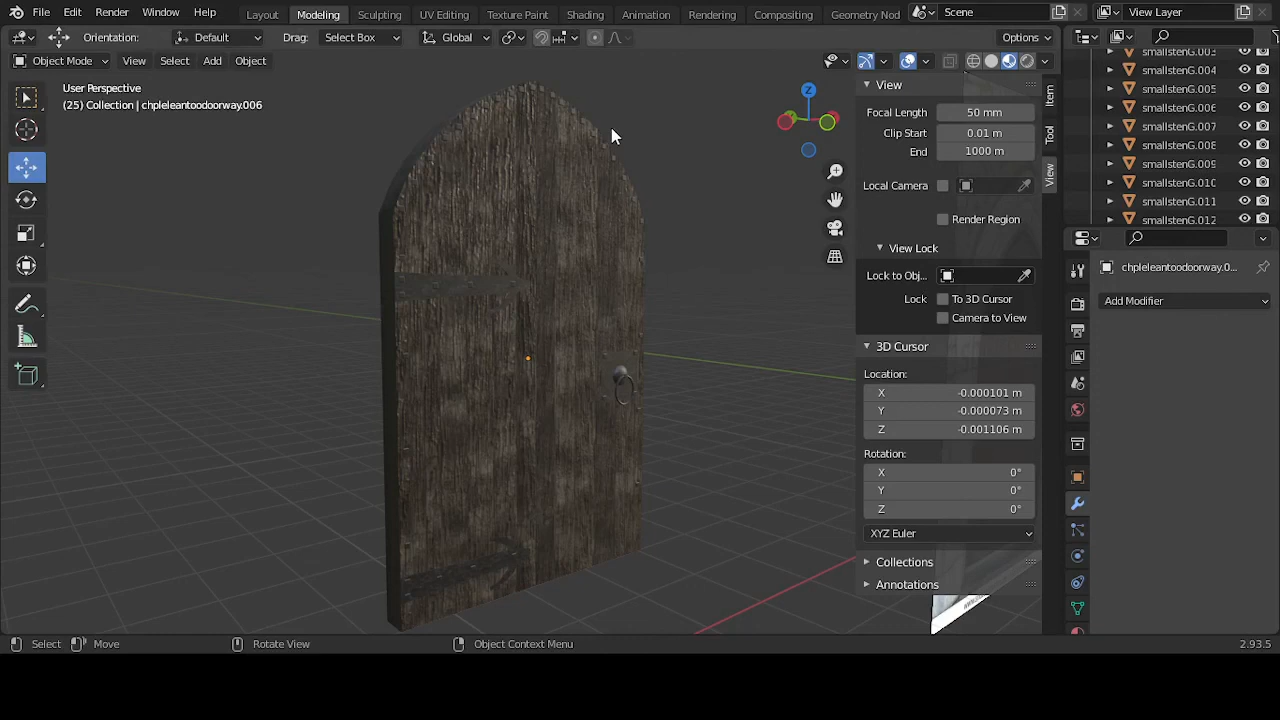 File Edit Render Window Help Layout Modeling Sculpting UV Editing Texture Paint Shading Animation Rendering Compositing Geometry Nod Scene View Layer
Orientation: Default Drag: Select Box Global Options
Object Mode View Select Add Object
User Perspective
(25) Collection | chpleleantoodoorway.006
Z
View
Focal Length 50 mm
Clip Start 0.01 m
End 1000 m
Local Camera
Render Region
View Lock
Lock to Obj...
Lock To 3D Cursor
Camera to View
3D Cursor
Location:
X -0.000101 m
Y -0.000073 m
Z -0.001106 m
Rotation:
X 0°
Y 0°
Z 0°
XYZ Euler
Collections
Annotations
Item
Tool
View
smallstenG.003
smallstenG.004
smallstenG.005
smallstenG.006
smallstenG.007
smallstenG.008
smallstenG.009
smallstenG.010
smallstenG.011
smallstenG.012
chpleleantoodoorway.0...
Add Modifier
Select Move Rotate View Object Context Menu 2.93.5